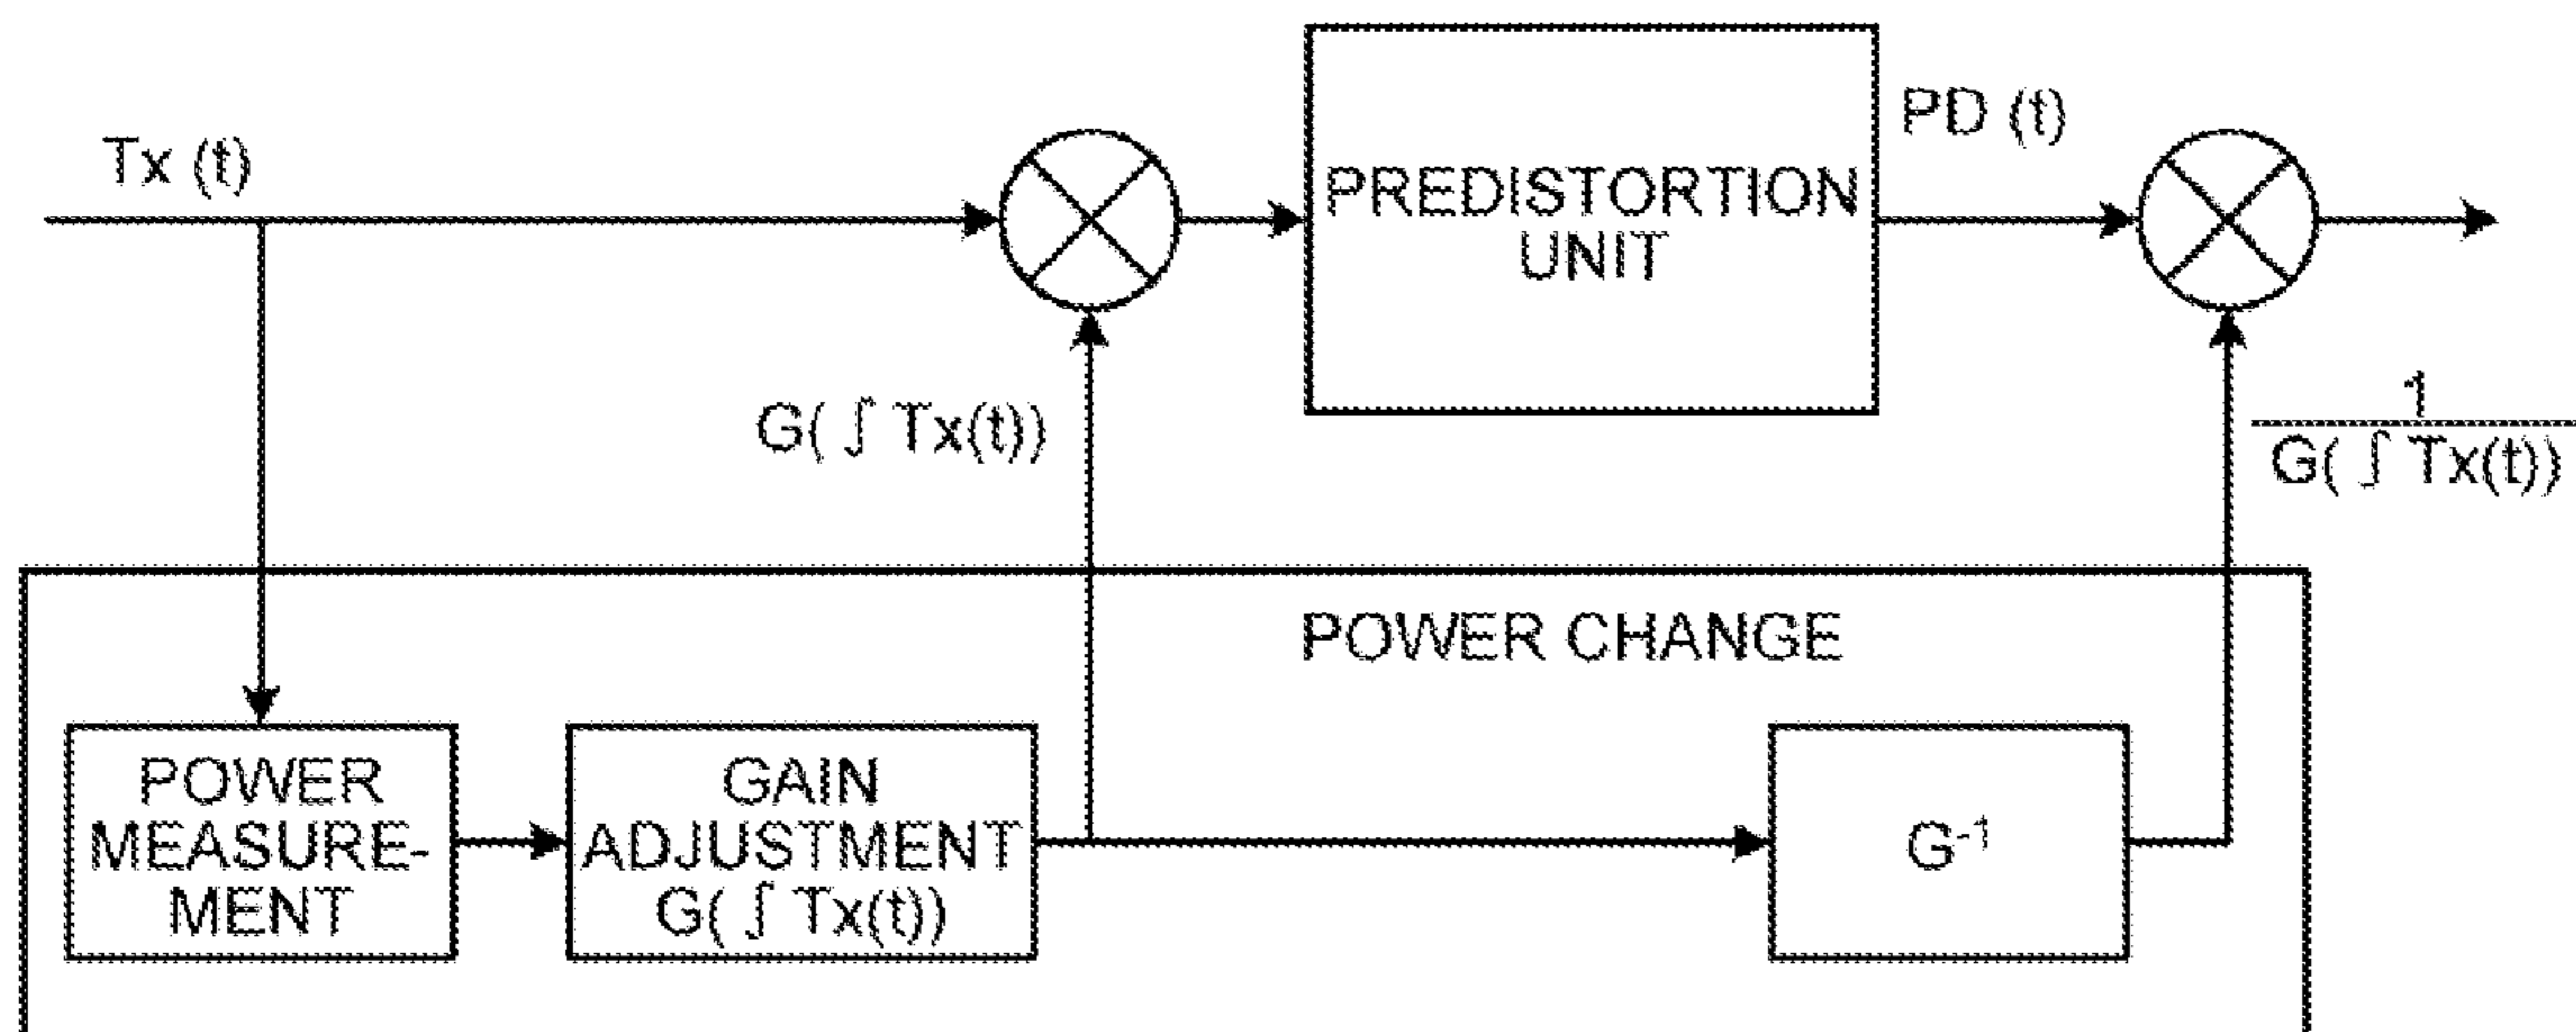 Tx (t)
PREDISTORTION
UNIT
PD (t)
G( ∫ Tx(t))
1
G( ∫ Tx(t))
POWER CHANGE
POWER
MEASURE-
MENT
GAIN
ADJUSTMENT
G( ∫ Tx(t))
G⁻¹